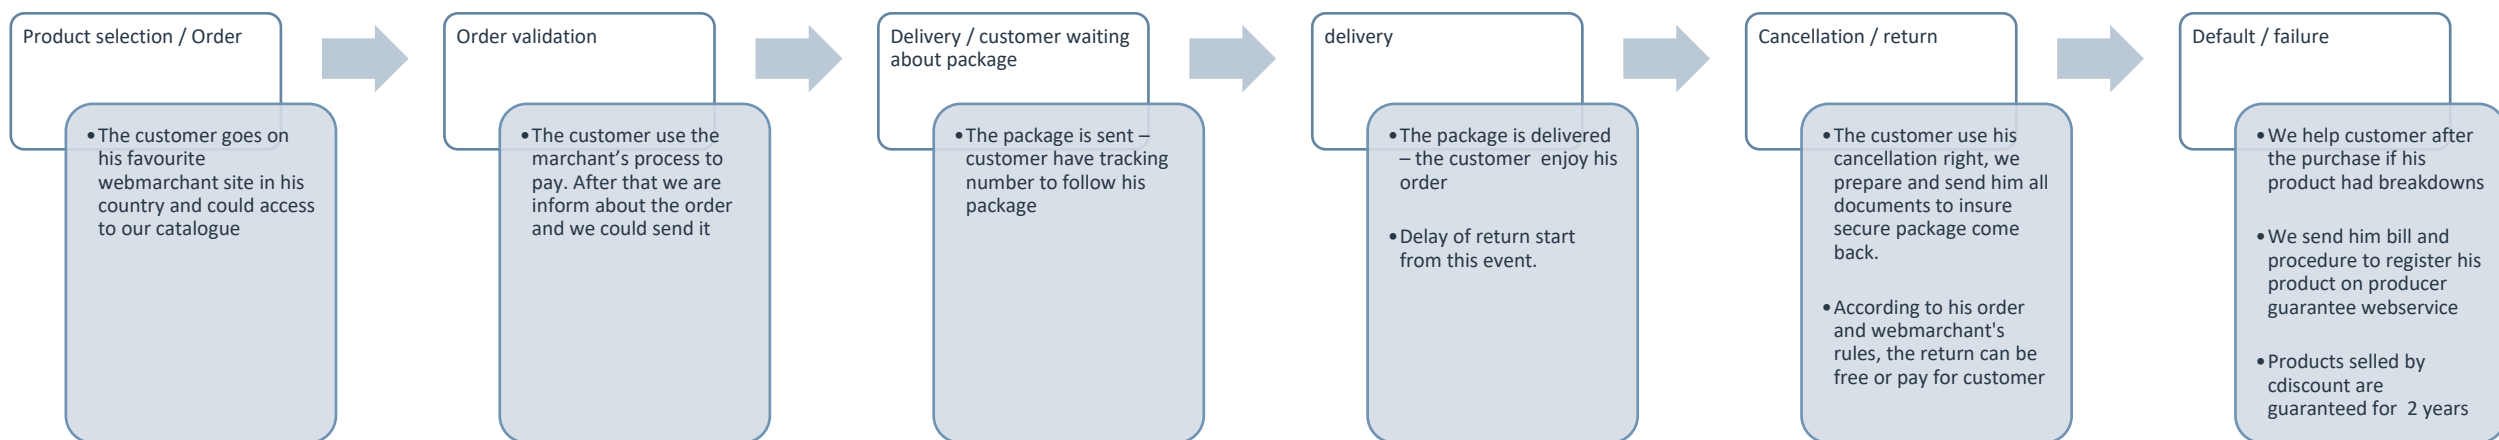 Product selection / Order
• The customer goes on
his favourite
webmarchant site in his
country and could access
to our catalogue
Order validation
• The customer use the
marchant’s process to
pay. After that we are
inform about the order
and we could send it
Delivery / customer waiting
about package
• The package is sent –
customer have tracking
number to follow his
package
delivery
• The package is delivered
– the customer enjoy his
order
• Delay of return start
from this event.
Cancellation / return
• The customer use his
cancellation right, we
prepare and send him all
documents to insure
secure package come
back.
• According to his order
and webmarchant's
rules, the return can be
free or pay for customer
Default / failure
• We help customer after
the purchase if his
product had breakdowns
• We send him bill and
procedure to register his
product on producer
guarantee webservice
• Products selled by
cdiscount are
guaranteed for 2 years